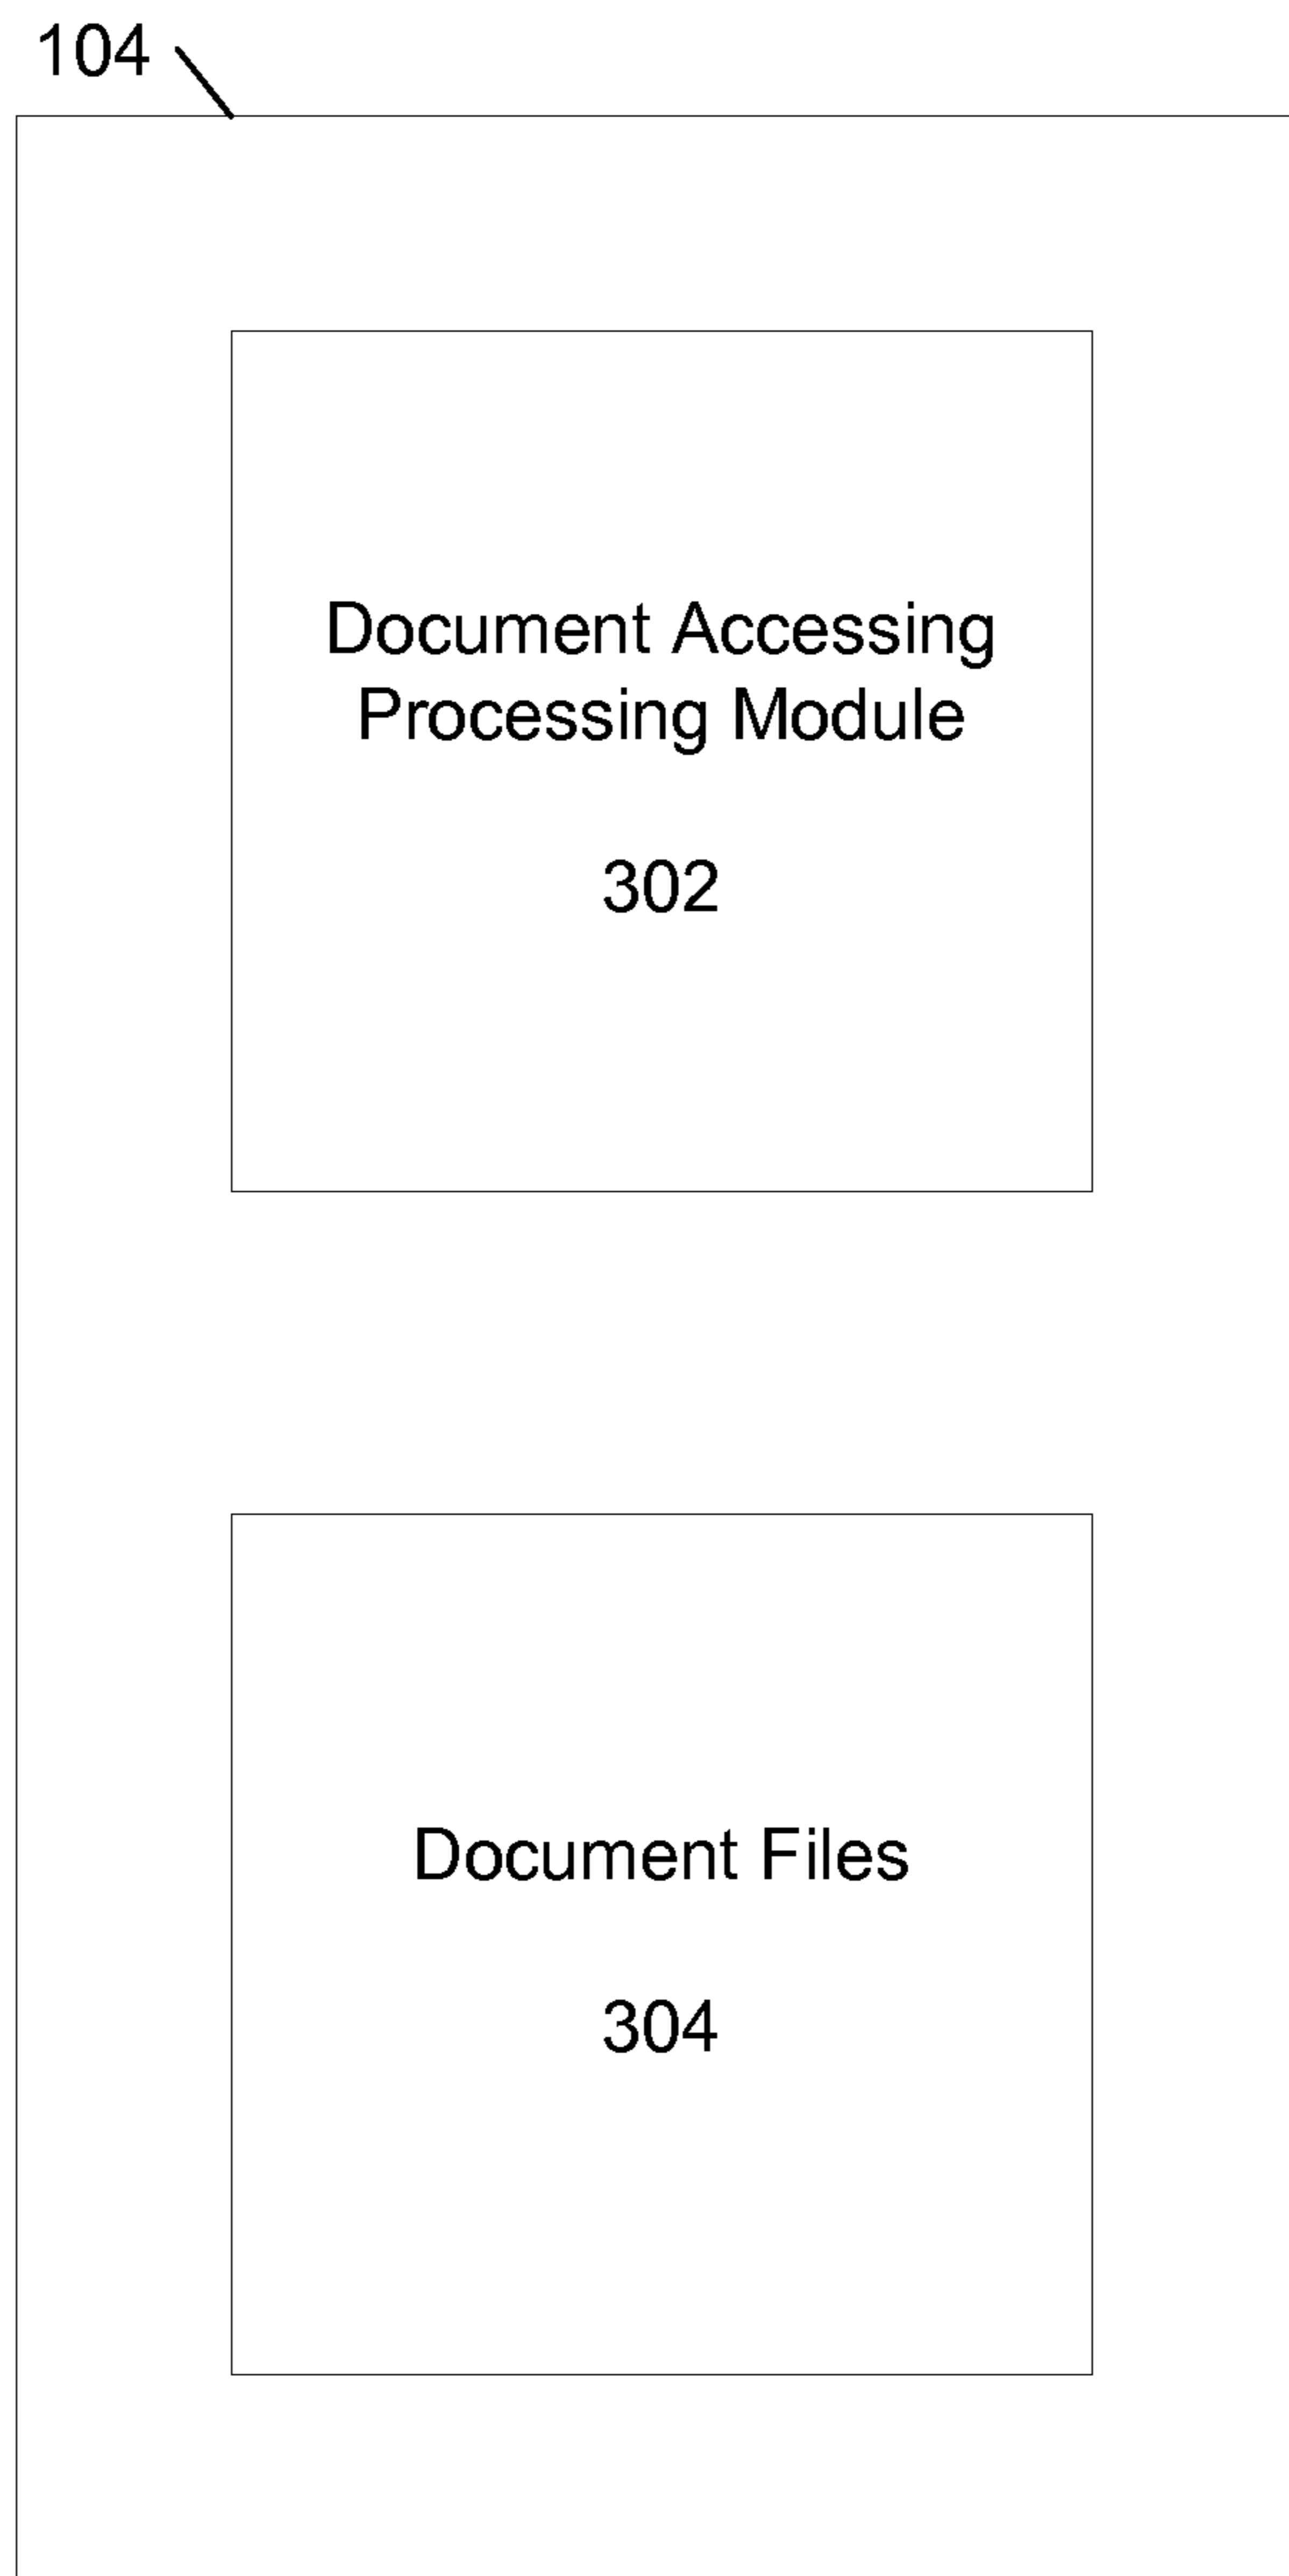 104
Document Accessing
Processing Module
302
Document Files
304